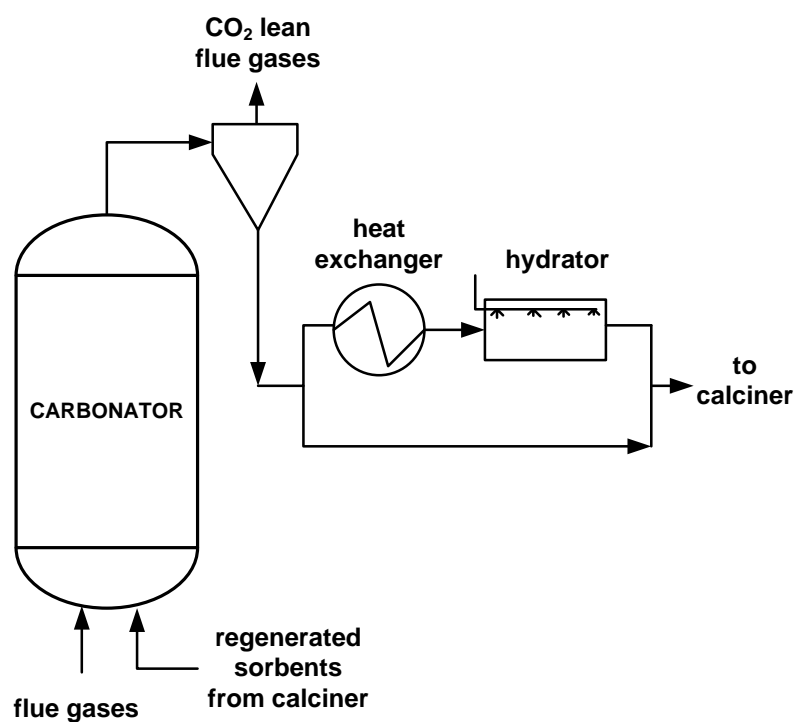 CO₂ lean
flue gases
heat
exchanger
hydrator
to
calciner
CARBONATOR
regenerated
sorbents
from calciner
flue gases